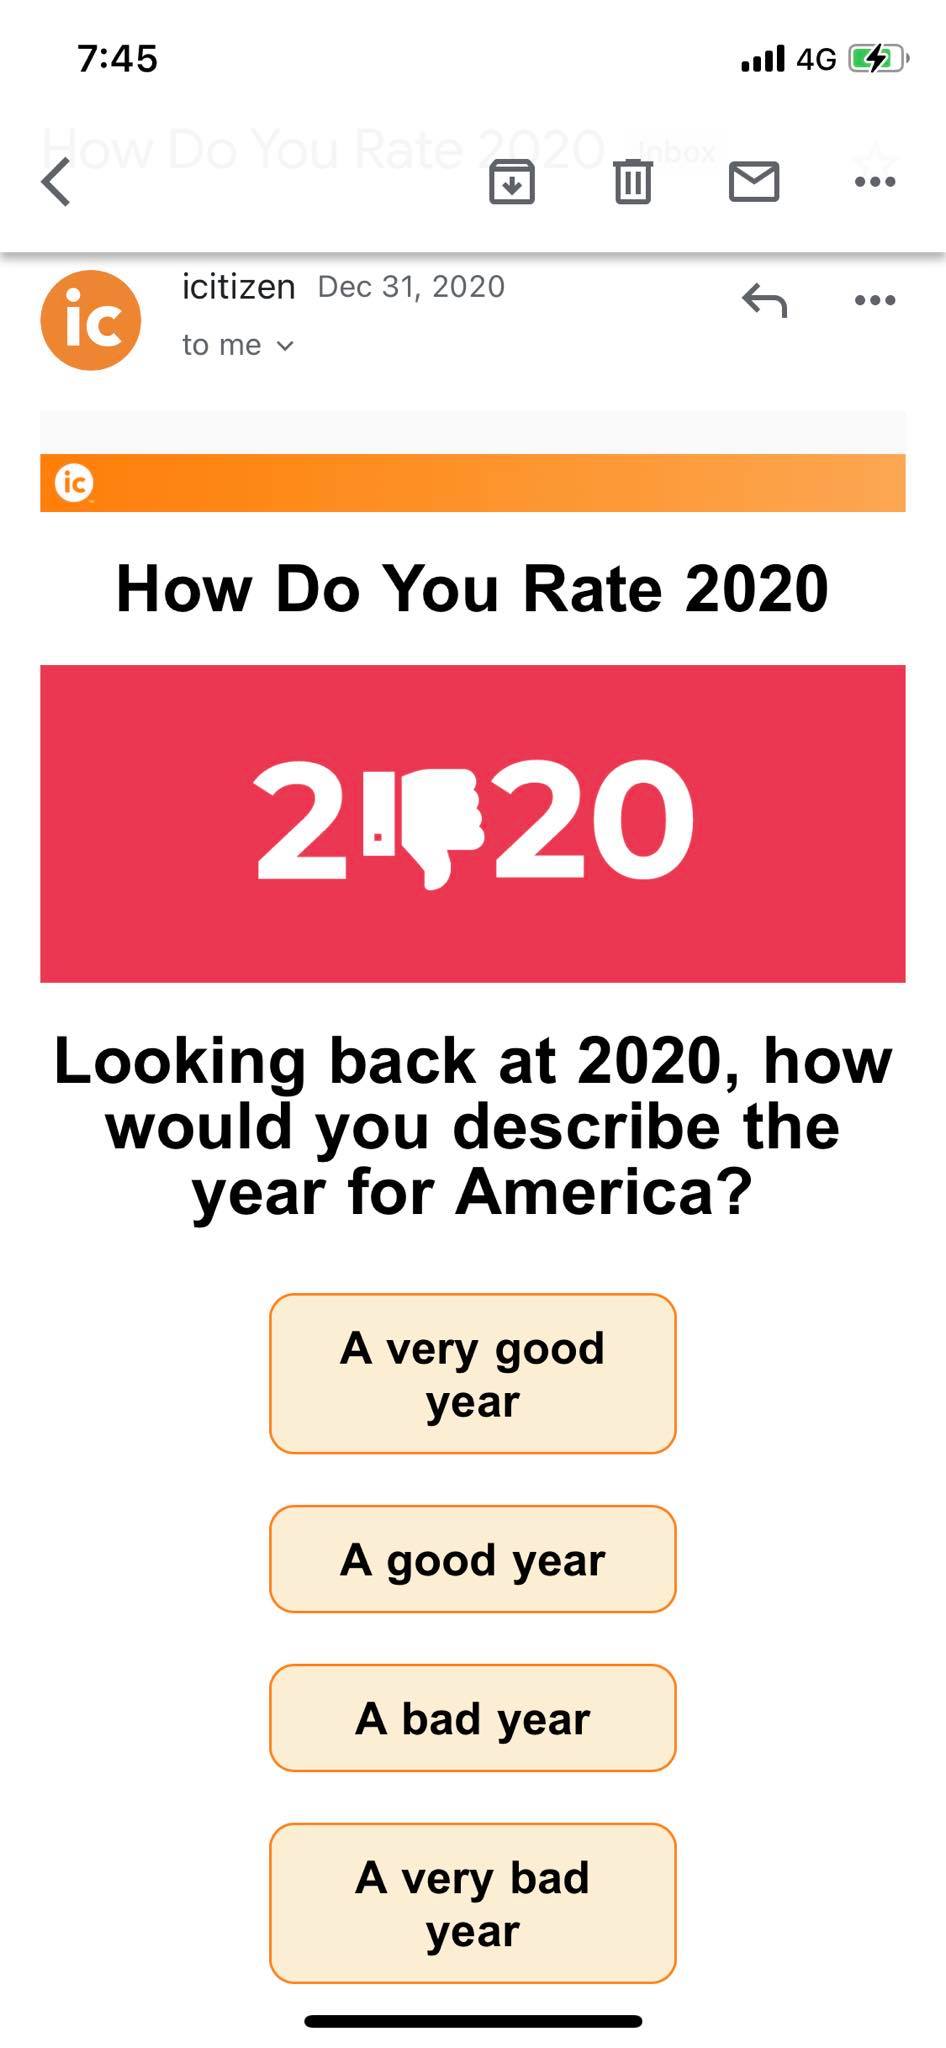 7:45
4G
How Do You Rate 2020 Inbox
icitizen Dec 31, 2020
ic
to me
ic
How Do You Rate 2020
2020
Looking back at 2020, how
would you describe the
year for America?
A very good
year
A good year
A bad year
A very bad
year